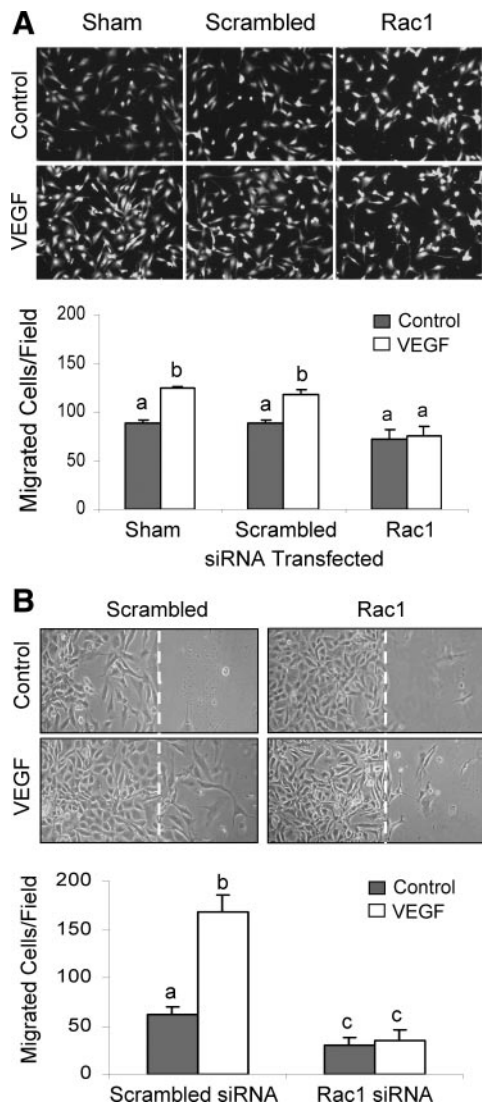 A
Sham Scrambled Rac1
Control
VEGF
Migrated Cells/Field
200
150
100
50
0
Control
VEGF
a b a b a a
Sham Scrambled Rac1
siRNA Transfected
B
Scrambled Rac1
Control
VEGF
Migrated Cells/Field
200
150
100
50
0
Control
VEGF
a b c c
Scrambled siRNA Rac1 siRNA